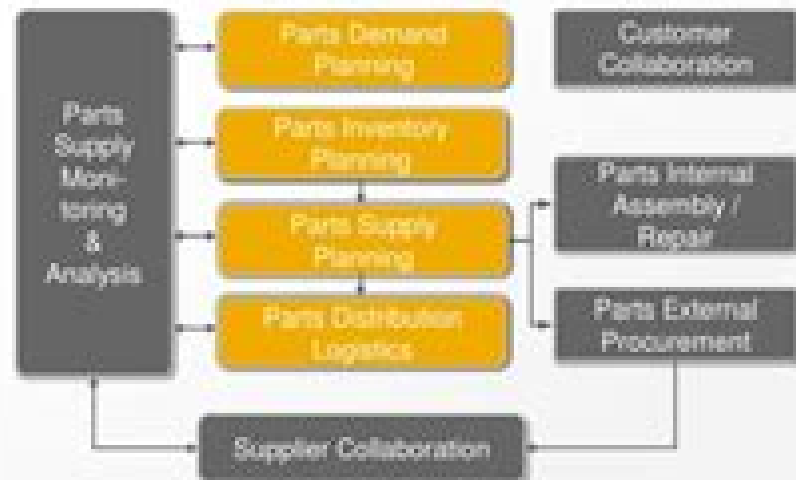 Parts
Supply
Moni-
toring
&
Analysis
Parts Demand
Planning
Customer
Collaboration
Parts Inventory
Planning
Parts Supply
Planning
Parts Internal
Assembly /
Repair
Parts Distribution
Logistics
Parts External
Procurement
Supplier Collaboration